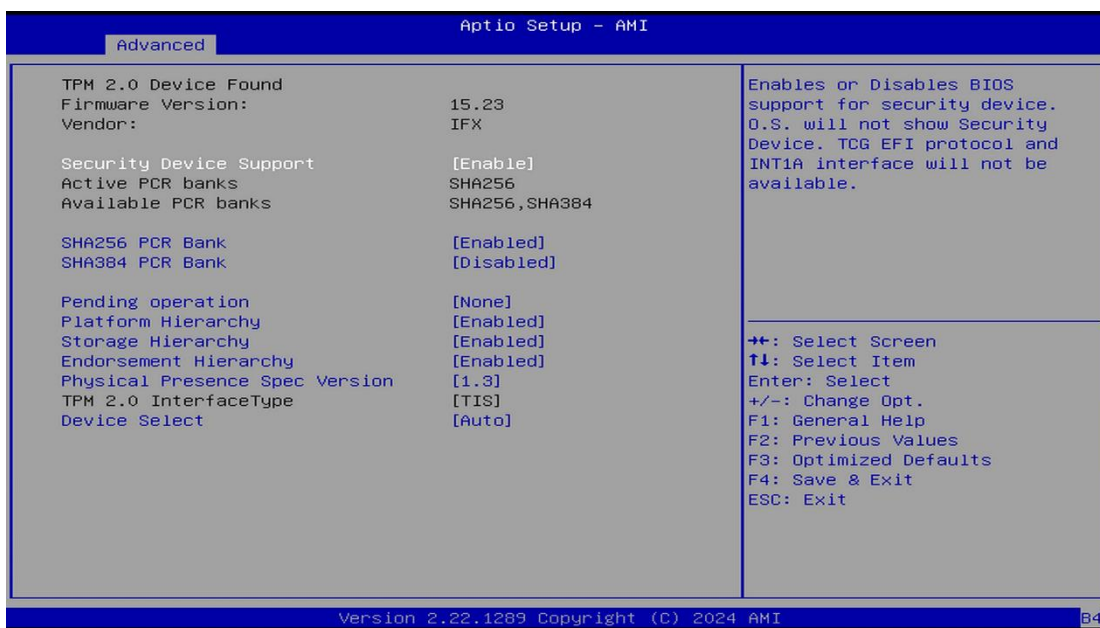 Aptio Setup - AMI
Advanced
TPM 2.0 Device Found
Firmware Version: 15.23
Vendor: IFX
Security Device Support [Enable]
Active PCR banks SHA256
Available PCR banks SHA256,SHA384
SHA256 PCR Bank [Enabled]
SHA384 PCR Bank [Disabled]
Pending operation [None]
Platform Hierarchy [Enabled]
Storage Hierarchy [Enabled]
Endorsement Hierarchy [Enabled]
Physical Presence Spec Version [1.3]
TPM 2.0 InterfaceType [TIS]
Device Select [Auto]
Enables or Disables BIOS
support for security device.
O.S. will not show Security
Device. TCG EFI protocol and
INT1A interface will not be
available.
→←: Select Screen
↑↓: Select Item
Enter: Select
+/-: Change Opt.
F1: General Help
F2: Previous Values
F3: Optimized Defaults
F4: Save & Exit
ESC: Exit
Version 2.22.1289 Copyright (C) 2024 AMI
B4